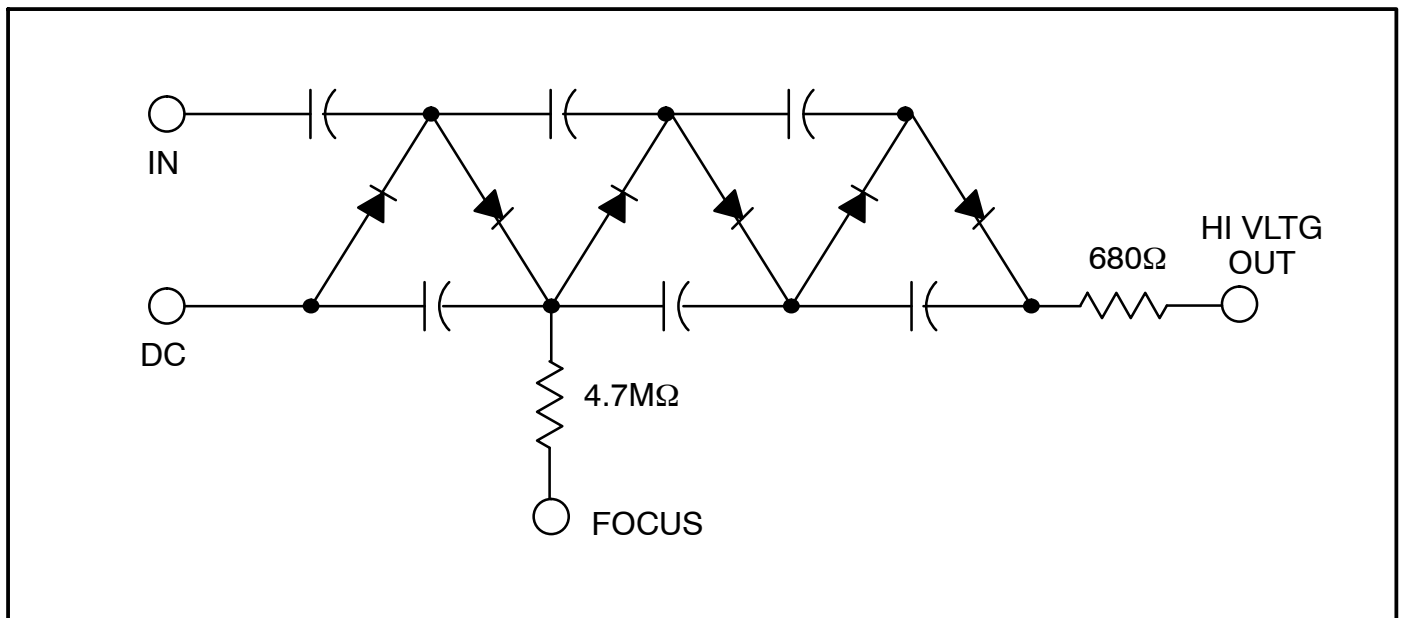 IN
HI VLTG
OUT
680Ω
DC
4.7MΩ
FOCUS